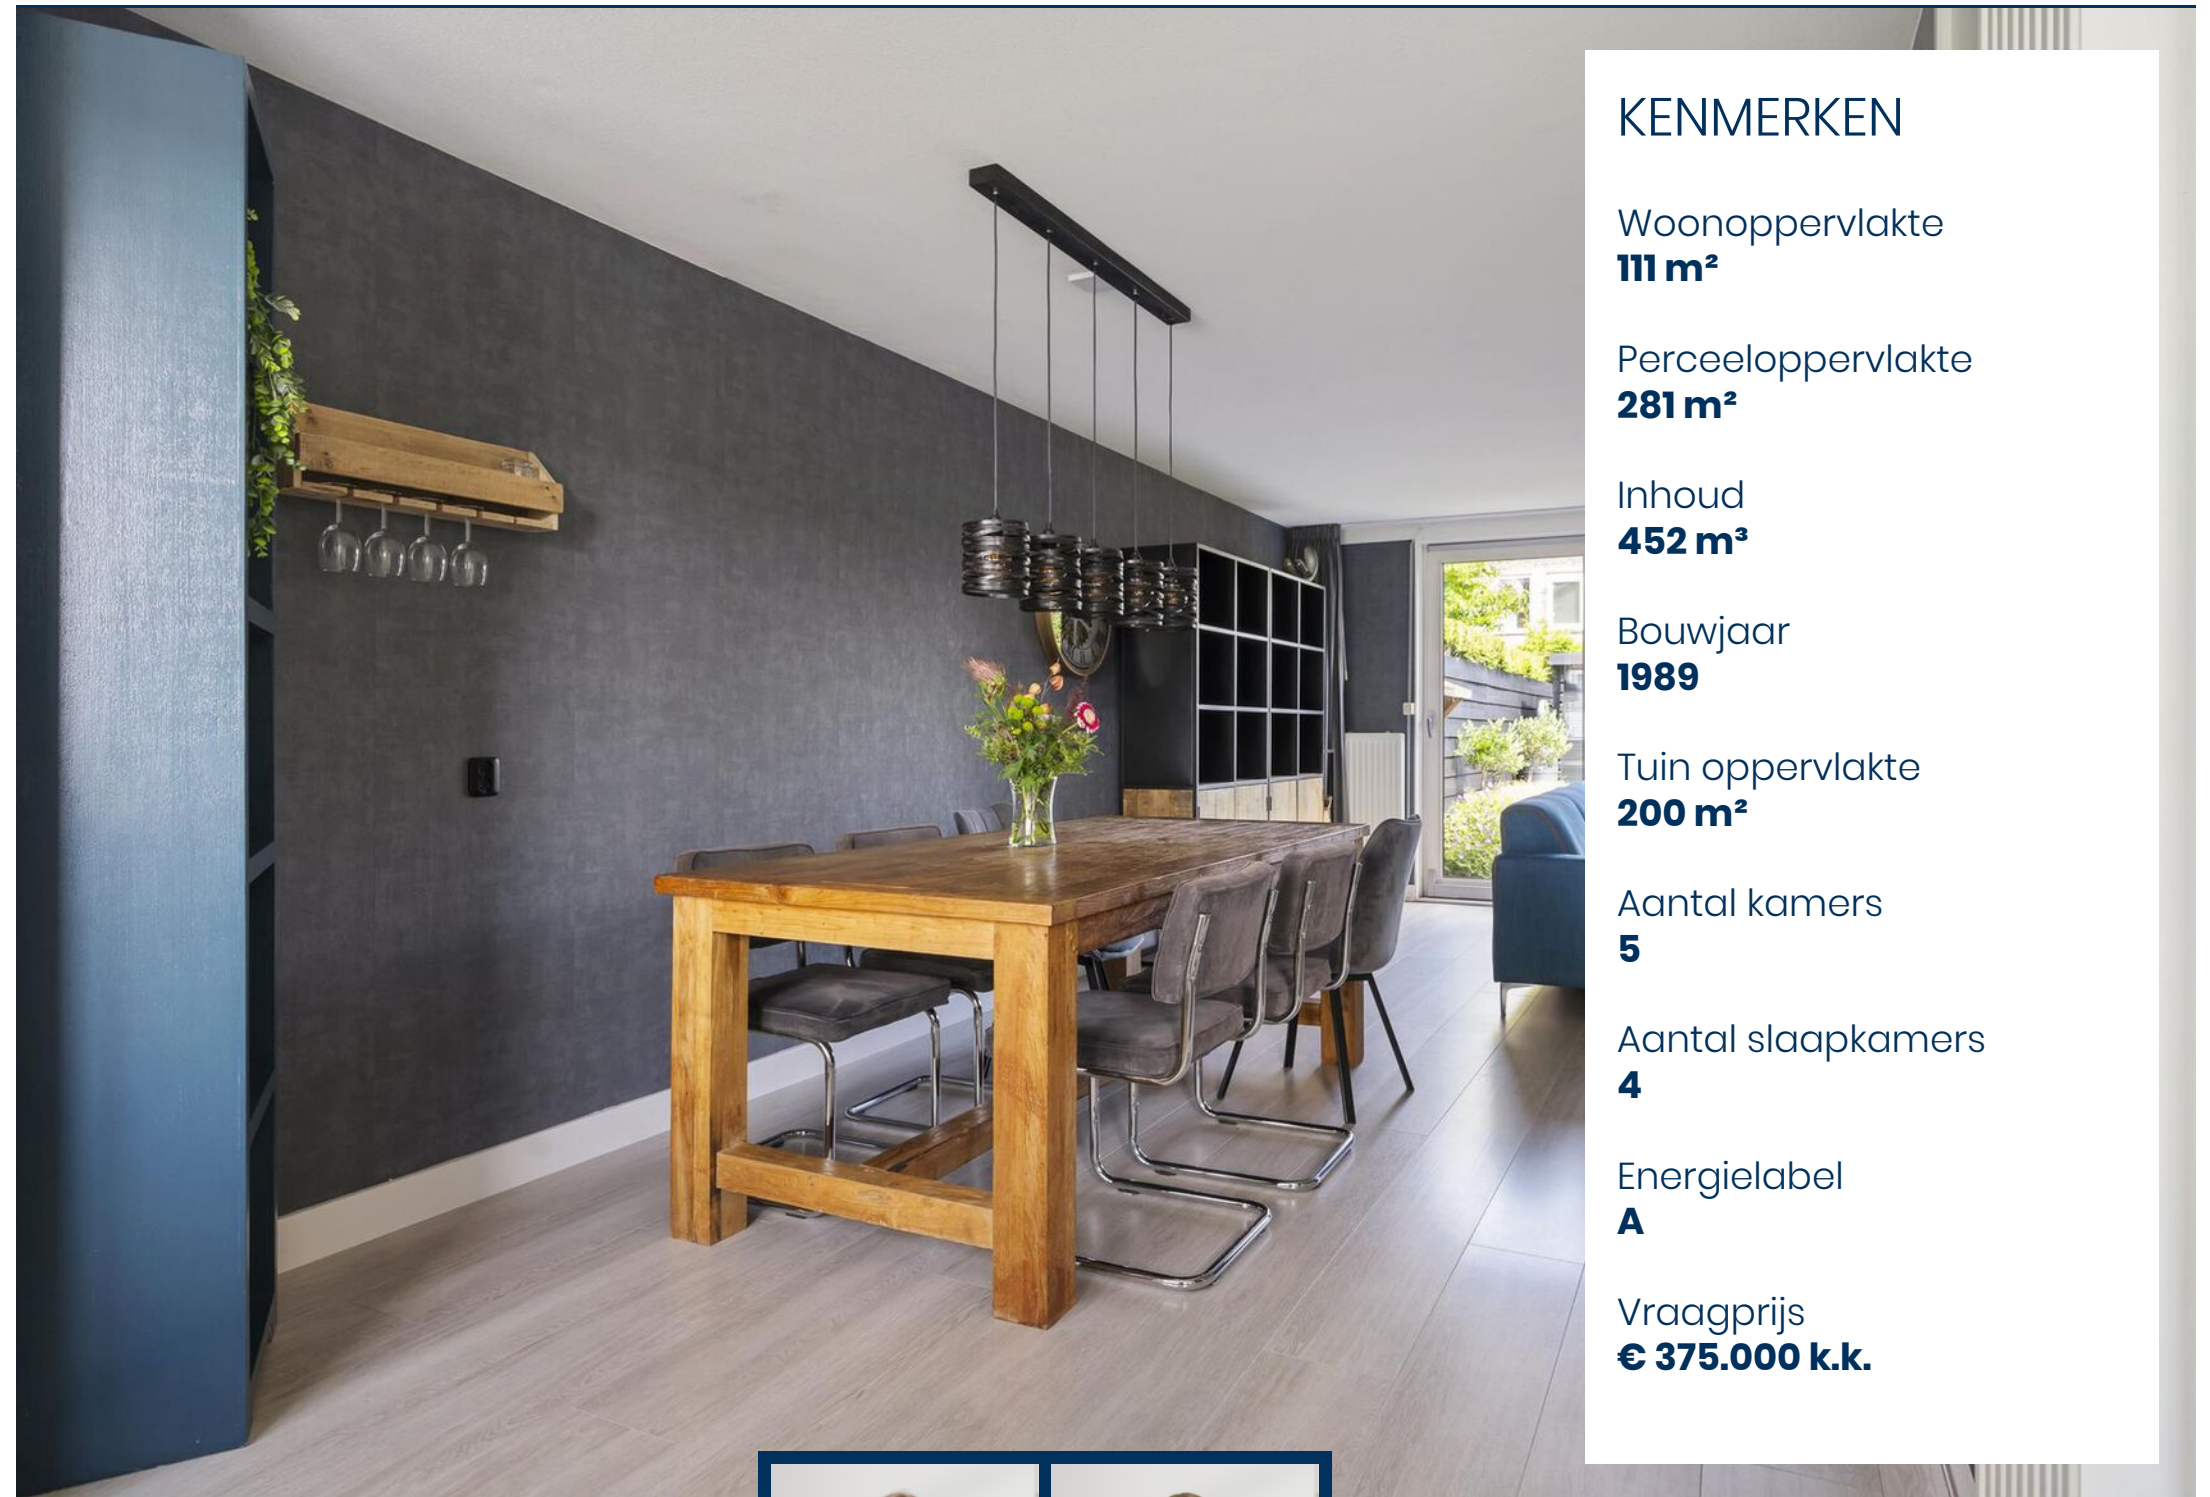 KENMERKEN
Woonoppervlakte
111 m²
Perceeloppervlakte
281 m²
Inhoud
452 m³
Bouwjaar
1989
Tuin oppervlakte
200 m²
Aantal kamers
5
Aantal slaapkamers
4
Energielabel
A
Vraagprijs
€ 375.000 k.k.